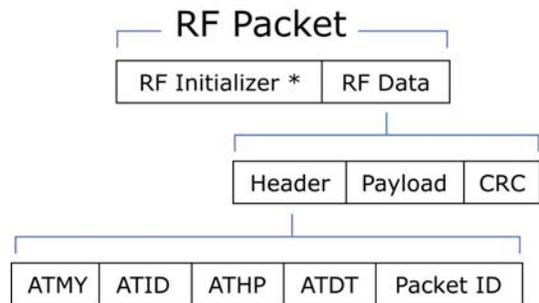 RF Packet
RF Initializer * RF Data
Header Payload CRC
ATMY ATID ATHP ATDT Packet ID